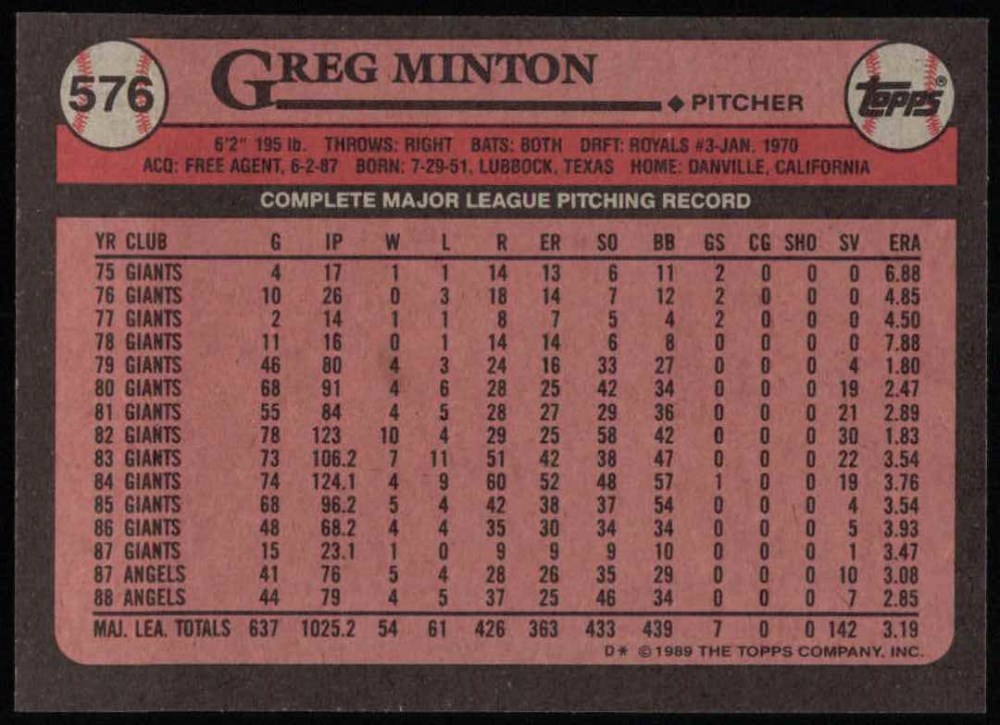 576
GREG MINTON
topps®
◆ PITCHER
6'2" 195 lb. THROWS: RIGHT BATS: BOTH DRFT: ROYALS #3-JAN. 1970
ACQ: FREE AGENT, 6-2-87 BORN: 7-29-51, LUBBOCK, TEXAS HOME: DANVILLE, CALIFORNIA
COMPLETE MAJOR LEAGUE PITCHING RECORD
YR CLUB G IP W L R ER SO BB GS CG SHO SV ERA
75 GIANTS 4 17 1 1 14 13 6 11 2 0 0 0 6.88
76 GIANTS 10 26 0 3 18 14 7 12 2 0 0 0 4.85
77 GIANTS 2 14 1 1 8 7 5 4 2 0 0 0 4.50
78 GIANTS 11 16 0 1 14 14 6 8 0 0 0 0 7.88
79 GIANTS 46 80 4 3 24 16 33 27 0 0 0 4 1.80
80 GIANTS 68 91 4 6 28 25 42 34 0 0 0 19 2.47
81 GIANTS 55 84 4 5 28 27 29 36 0 0 0 21 2.89
82 GIANTS 78 123 10 4 29 25 58 42 0 0 0 30 1.83
83 GIANTS 73 106.2 7 11 51 42 38 47 0 0 0 22 3.54
84 GIANTS 74 124.1 4 9 60 52 48 57 1 0 0 19 3.76
85 GIANTS 68 96.2 5 4 42 38 37 54 0 0 0 4 3.54
86 GIANTS 48 68.2 4 4 35 30 34 34 0 0 0 5 3.93
87 GIANTS 15 23.1 1 0 9 9 9 10 0 0 0 1 3.47
87 ANGELS 41 76 5 4 28 26 35 29 0 0 0 10 3.08
88 ANGELS 44 79 4 5 37 25 46 34 0 0 0 7 2.85
MAJ. LEA. TOTALS 637 1025.2 54 61 426 363 433 439 7 0 0 142 3.19
D* ©1989 THE TOPPS COMPANY, INC.